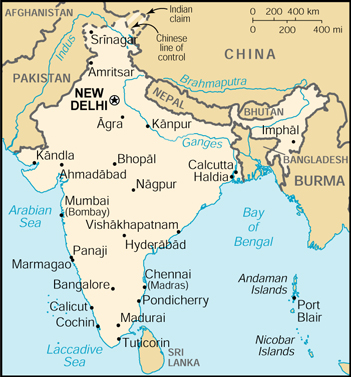 AFGHANISTAN
Indian
claim
0 200 400 km
0 200 400 mi
Srīnagar
Chinese
line of
control
Indus
CHINA
PAKISTAN
Amritsar
Brahmaputra
NEW
DELHI
NEPAL
BHUTAN
Āgra
Kānpur
Imphāl
Ganges
Kāndla
Bhopāl
Calcutta
BANGLADESH
Ahmadābad
Haldia
BURMA
Nāgpur
Mumbai
(Bombay)
Arabian
Sea
Vishākhapatnam
Bay
of
Bengal
Hyderābād
Panaji
Marmagao
Chennai
(Madras)
Andaman
Islands
Bangalore
Pondicherry
Port
Blair
Calicut
Cochin
Madurai
Nicobar
Islands
Tuticorin
Laccadive
Sea
SRI
LANKA